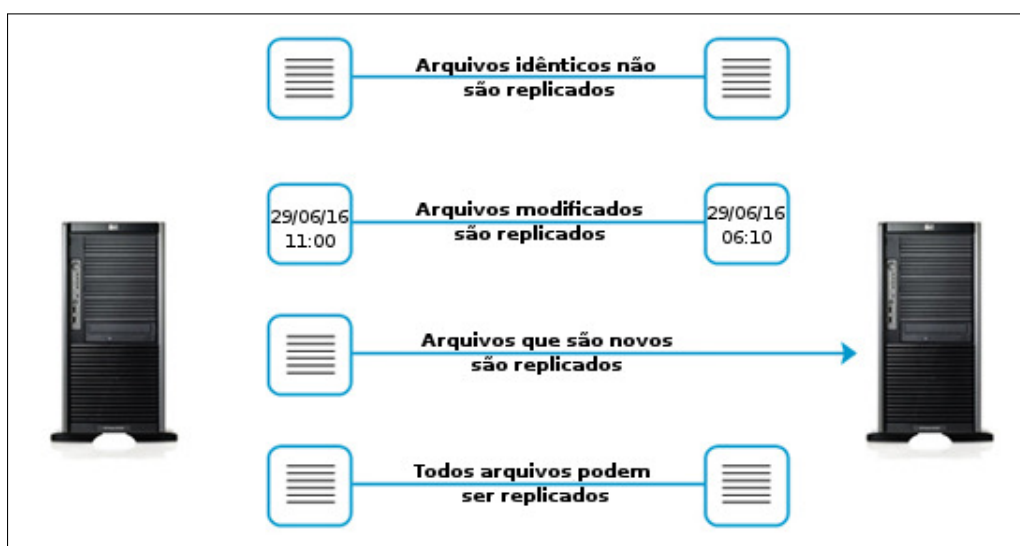 Arquivos idênticos não
são replicados
29/06/16
11:00
Arquivos modificados
são replicados
29/06/16
06:10
Arquivos que são novos
são replicados
Todos arquivos podem
ser replicados